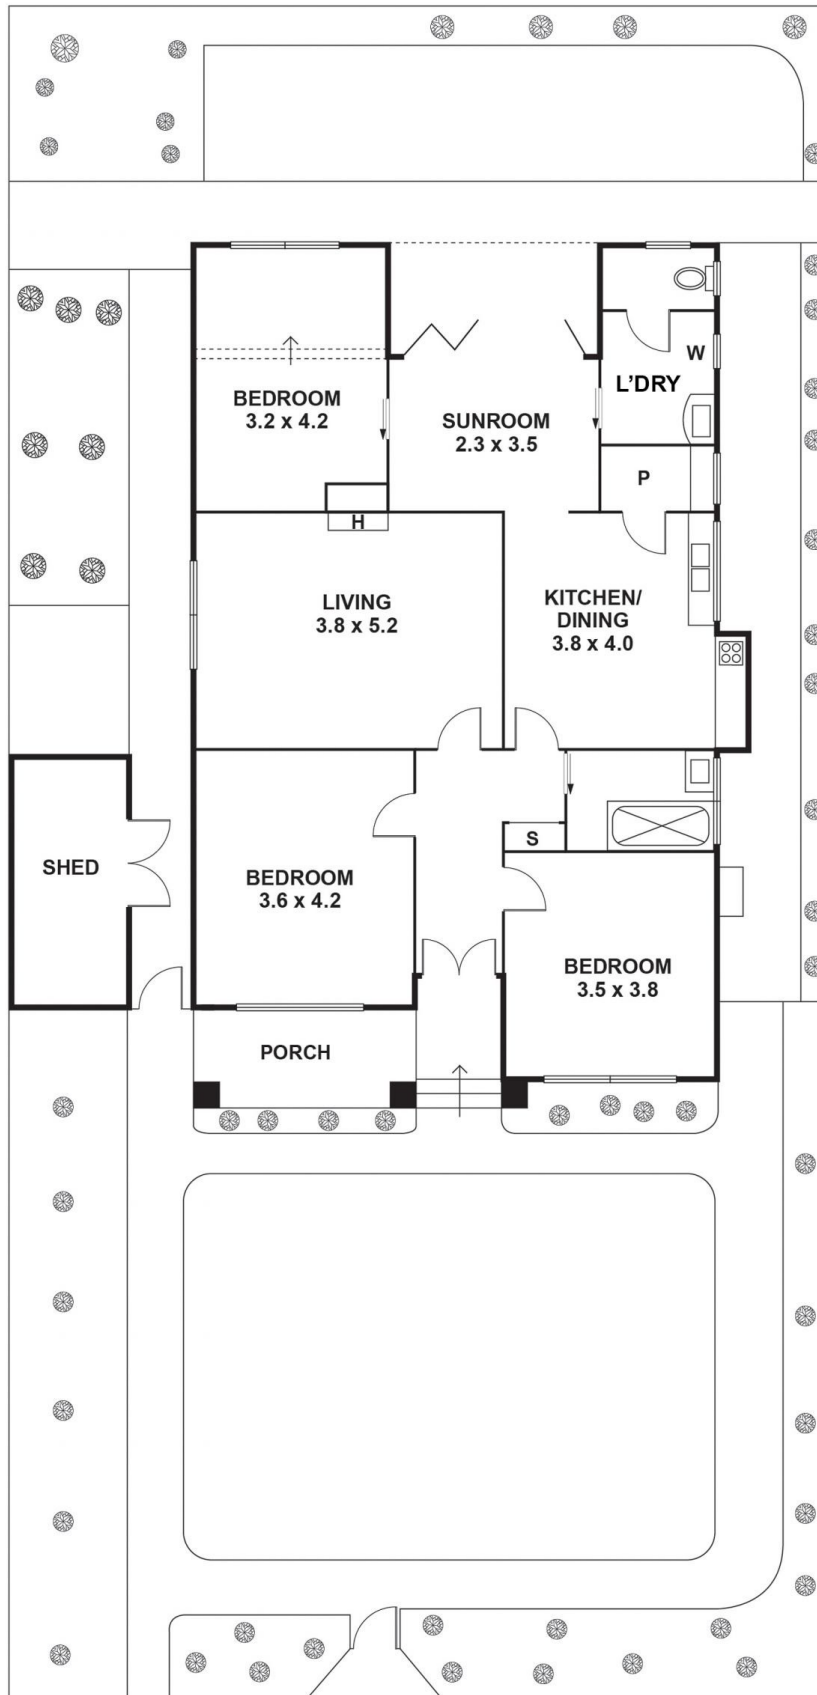 BEDROOM
3.2 x 4.2
SUNROOM
2.3 x 3.5
W
L'DRY
P
H
LIVING
3.8 x 5.2
KITCHEN/
DINING
3.8 x 4.0
SHED
BEDROOM
3.6 x 4.2
S
BEDROOM
3.5 x 3.8
PORCH